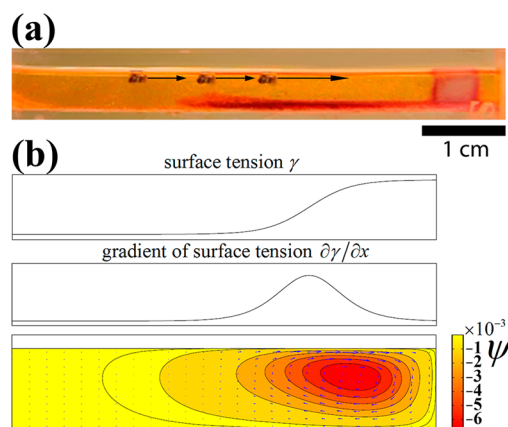 (a)
1 cm
(b)
surface tension γ
gradient of surface tension ∂γ/∂x
×10⁻³
ψ
-1
-2
-3
-4
-5
-6